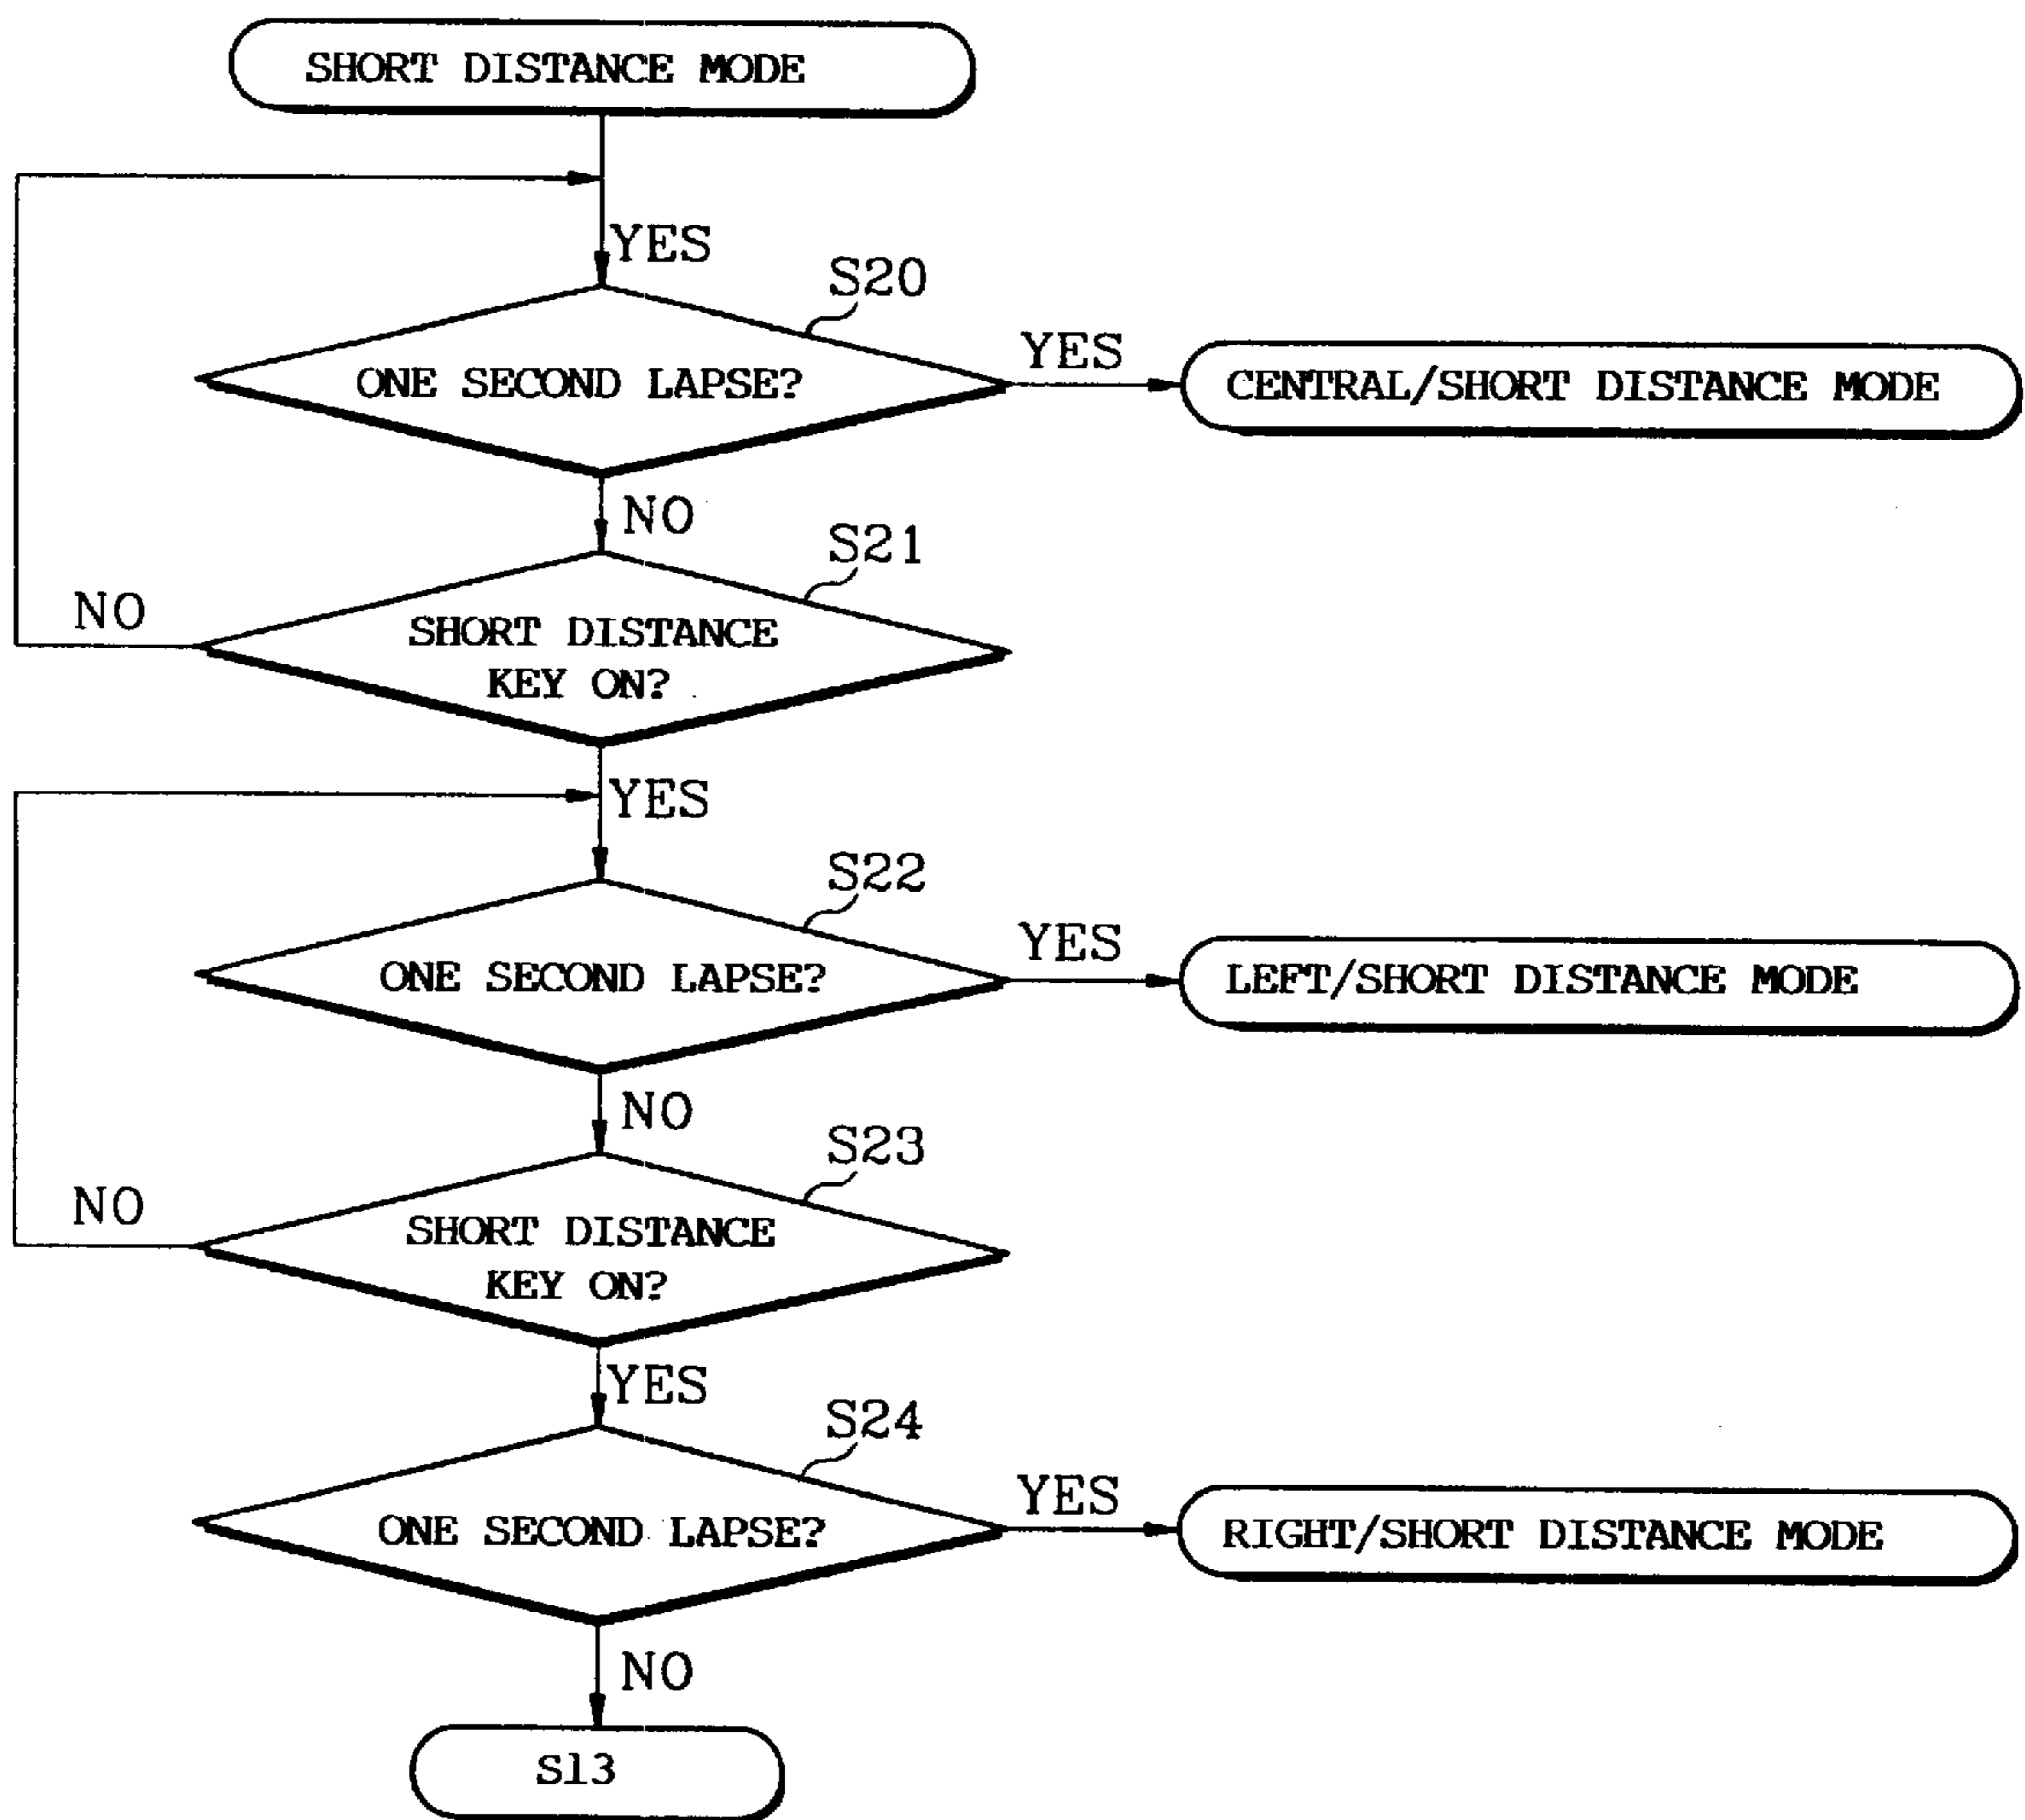 SHORT DISTANCE MODE
YES
S20
ONE SECOND LAPSE?
YES
CENTRAL/SHORT DISTANCE MODE
NO
S21
NO
SHORT DISTANCE
KEY ON?
YES
S22
ONE SECOND LAPSE?
YES
LEFT/SHORT DISTANCE MODE
NO
S23
NO
SHORT DISTANCE
KEY ON?
YES
S24
ONE SECOND LAPSE?
YES
RIGHT/SHORT DISTANCE MODE
NO
S13